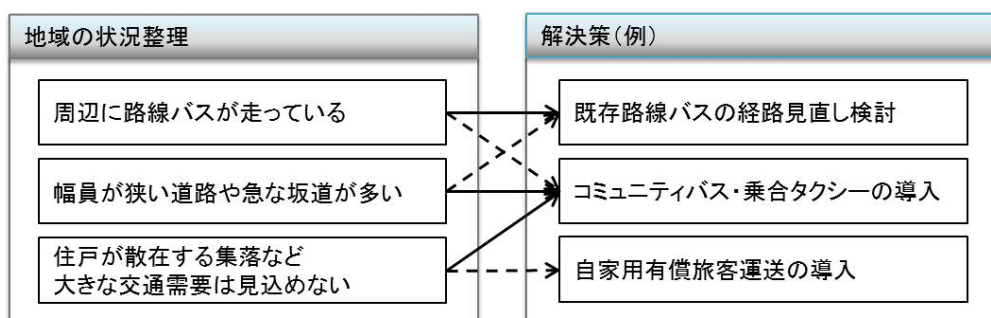 地域の状況整理
周辺に路線バスが走っている
幅員が狭い道路や急な坂道が多い
住戸が散在する集落など
大きな交通需要は見込めない
解決策(例)
既存路線バスの経路見直し検討
コミュニティバス・乗合タクシーの導入
自家用有償旅客運送の導入